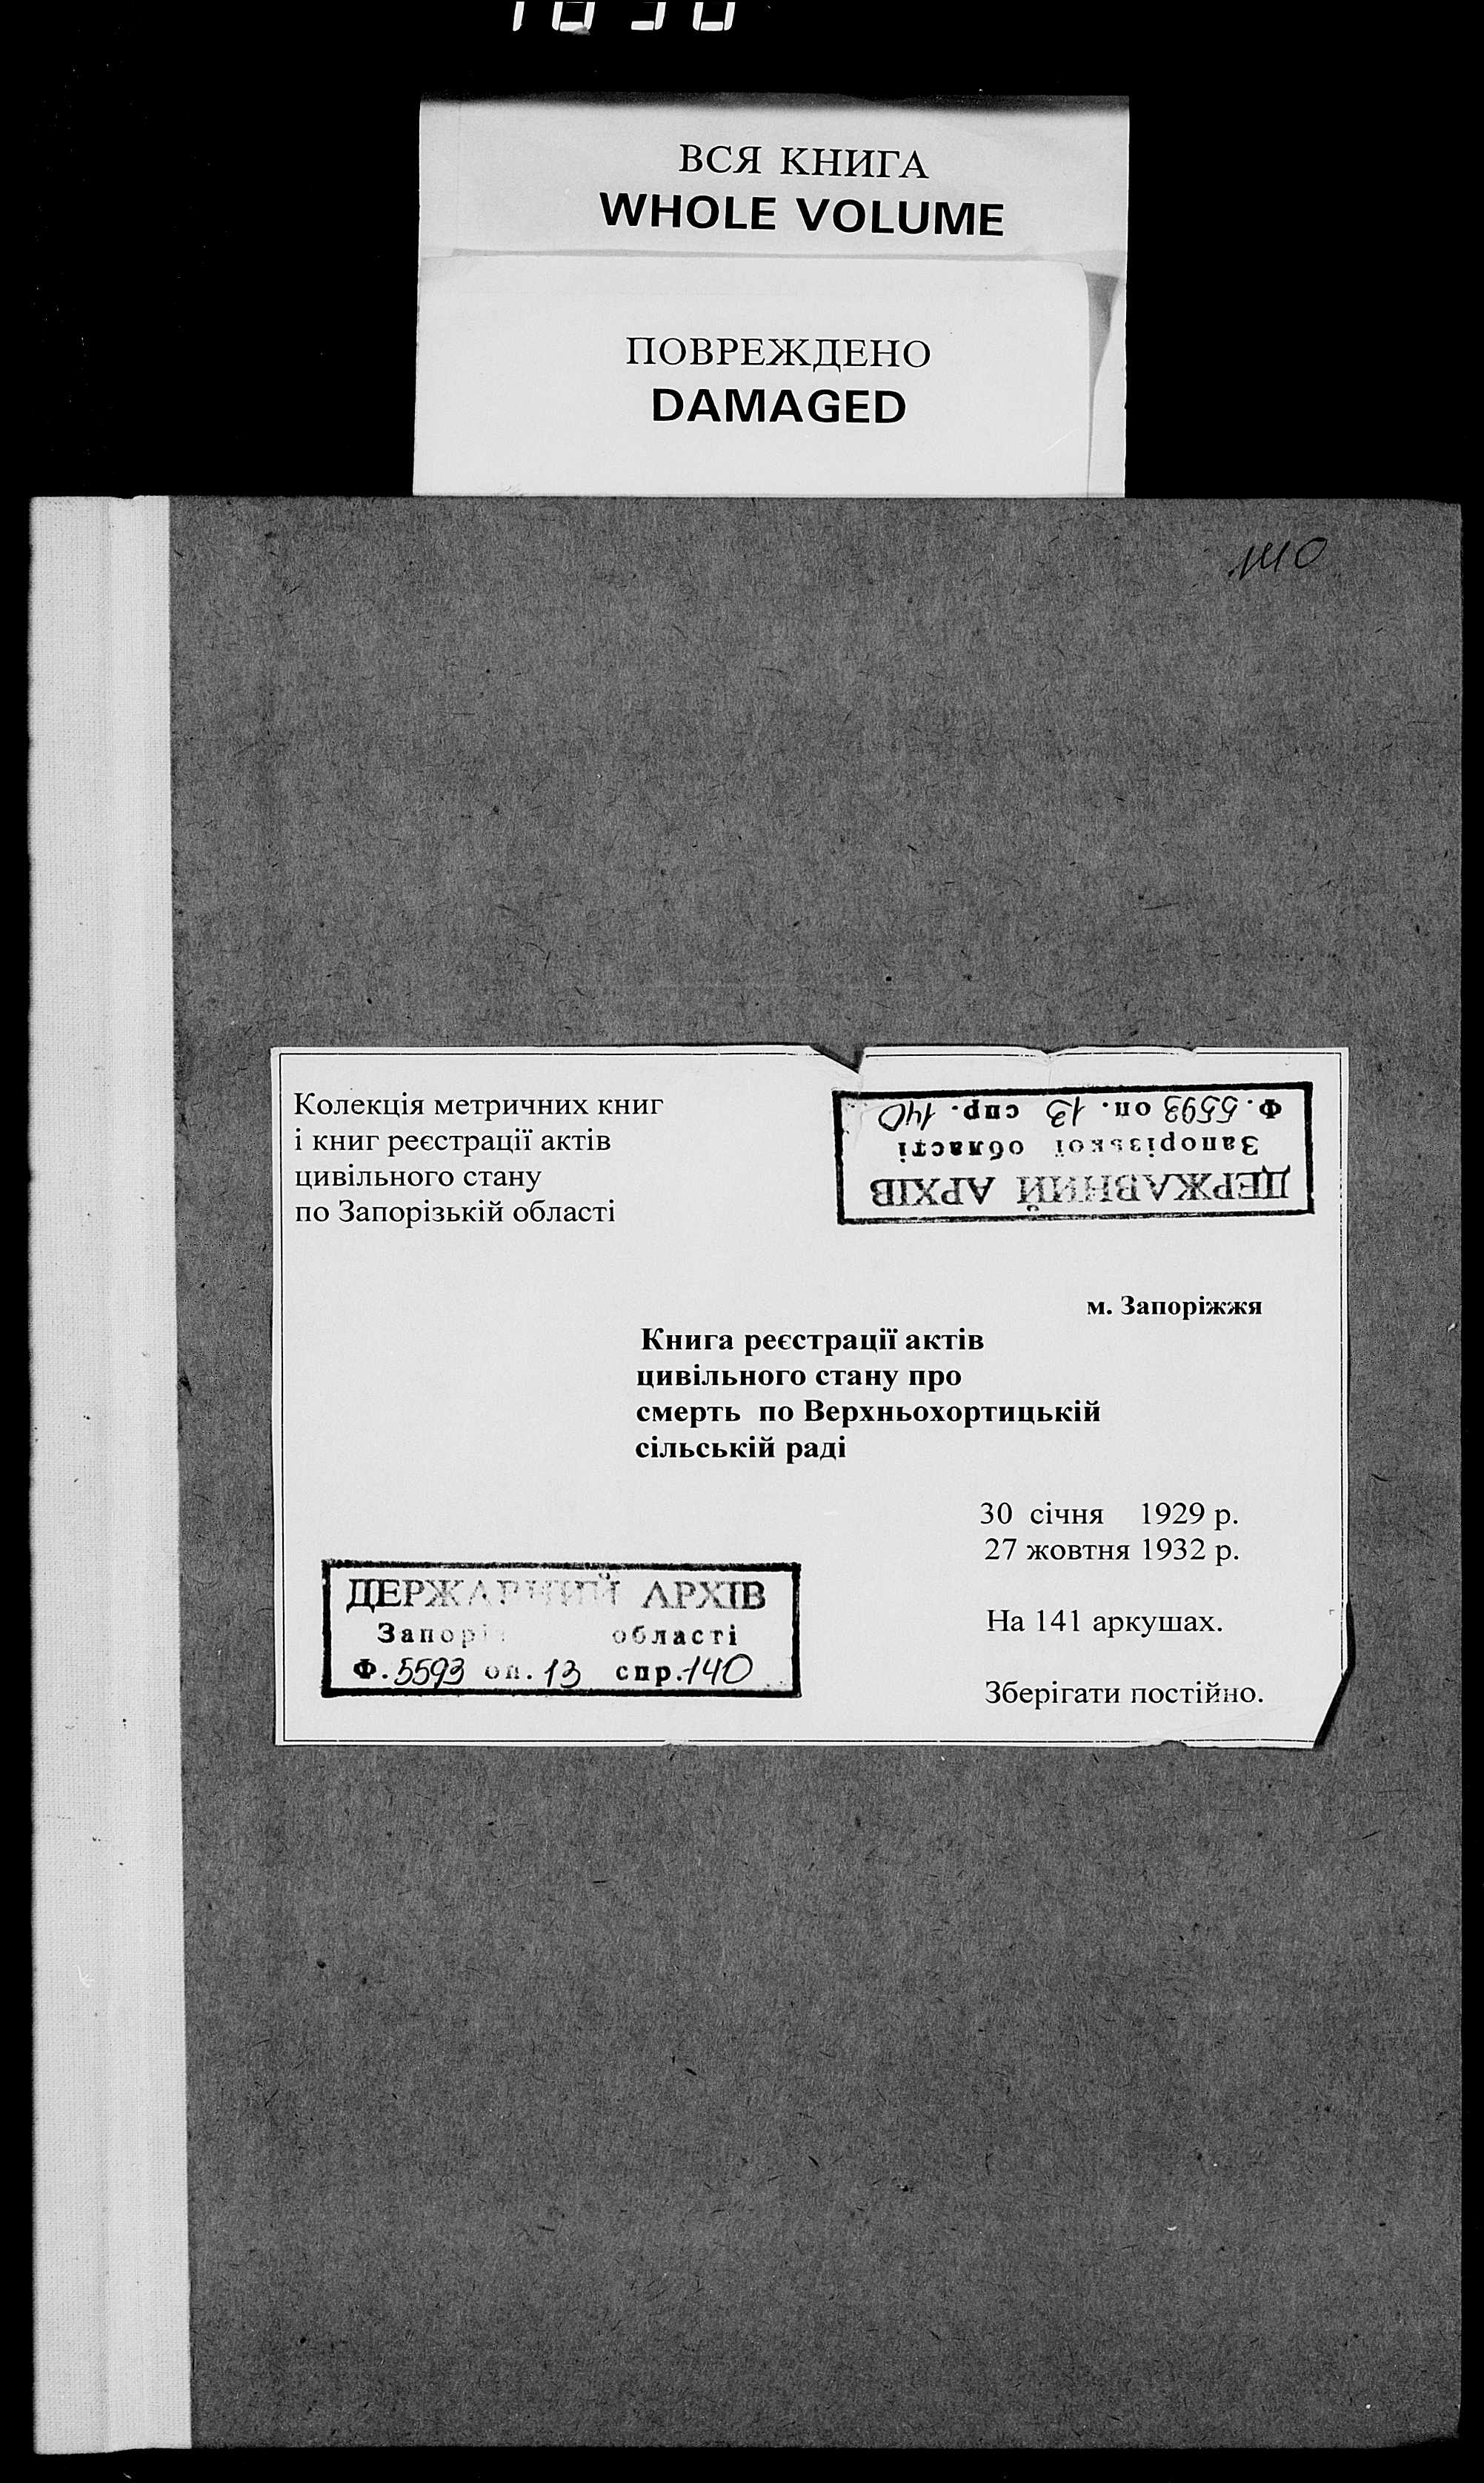 ВСЯ КНИГА
WHOLE VOLUME
ПОВРЕЖДЕНО
DAMAGED
140
Колекція метричних книг
і книг реєстрації актів
цивільного стану
по Запорізькій області
ДЕРЖАВНИЙ АРХІВ
Запорізької області
Ф. 5593 оп. 13 спр. 140
м. Запоріжжя
Книга реєстрації актів
цивільного стану про
смерть по Верхньохортицькій
сільській раді
30 січня 1929 р.
27 жовтня 1932 р.
На 141 аркушах.
Зберігати постійно.
ДЕРЖАВНИЙ АРХІВ
області
Ф. 5593 оп. 13 спр. 140